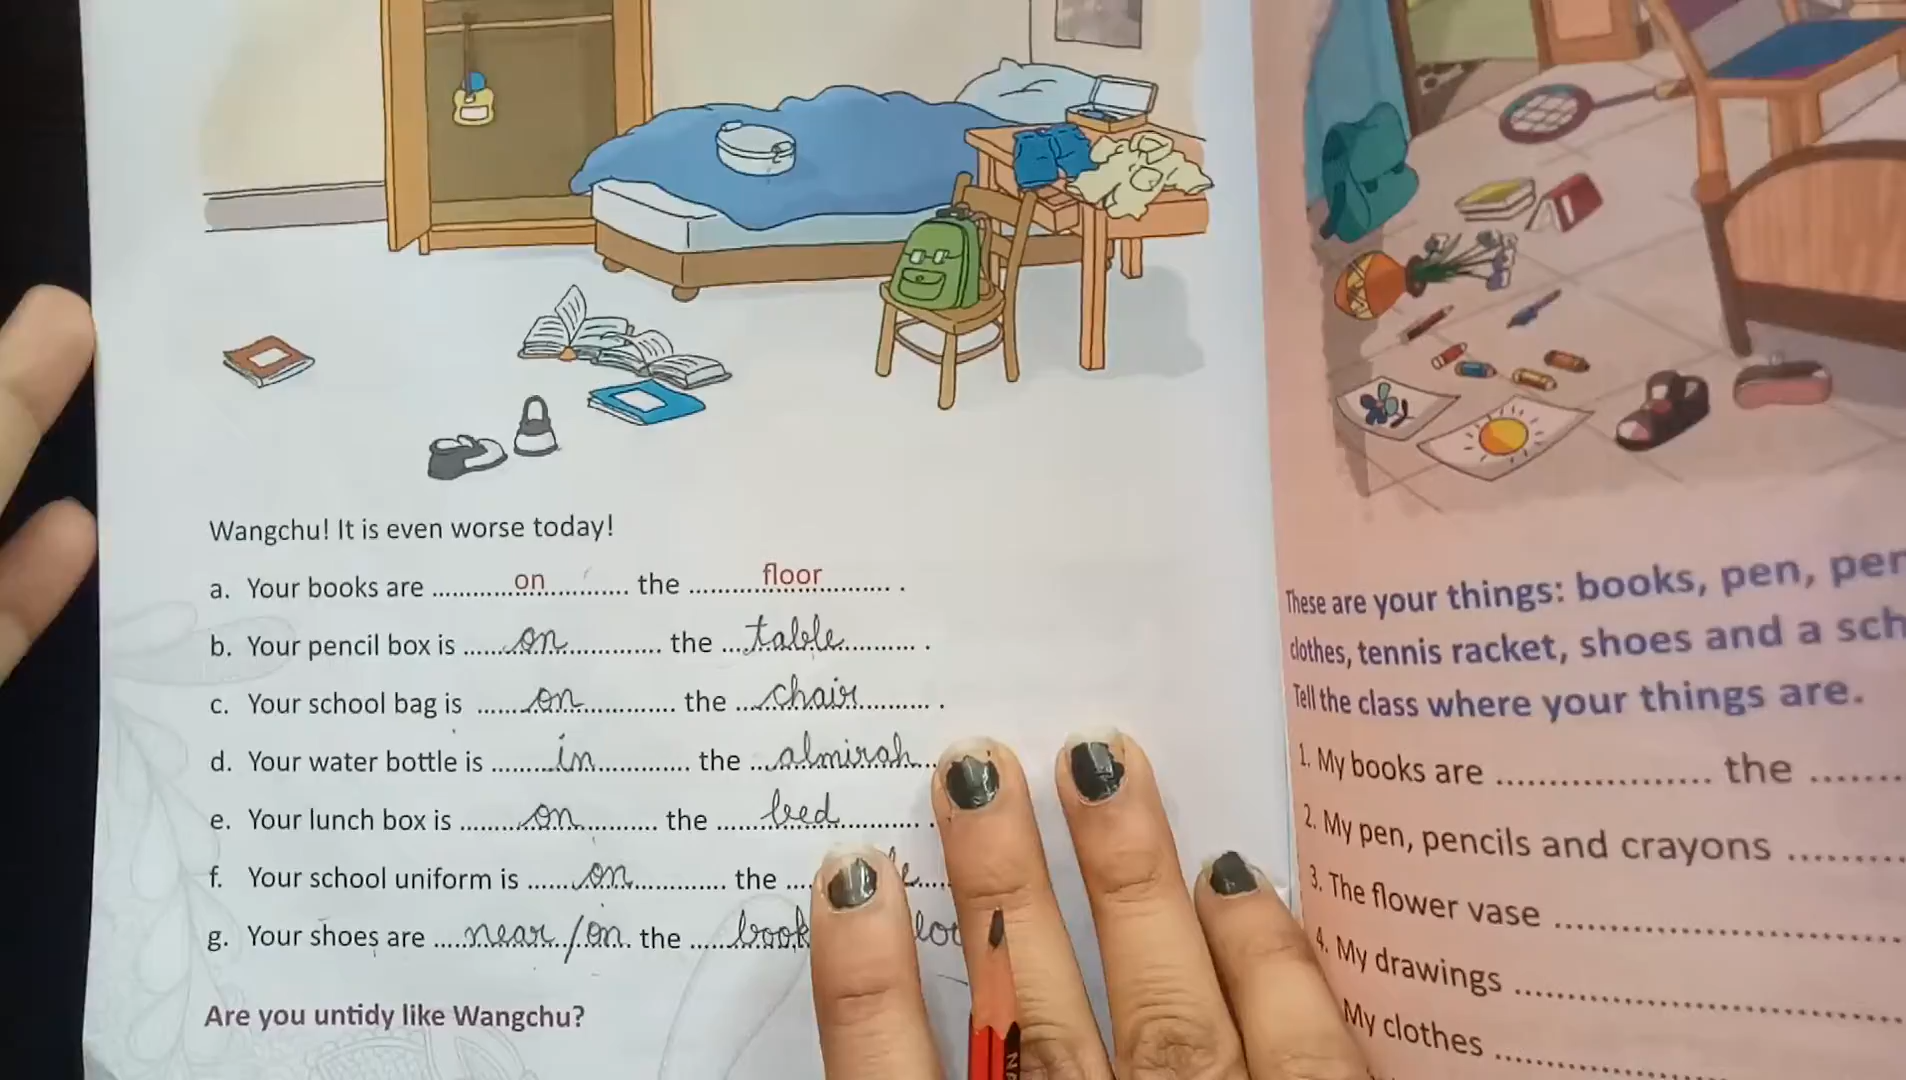 Wangchu! It is even worse today!
a. Your books are ............on............ the ............floor............ .
b. Your pencil box is ......on............ the ...table............ .
c. Your school bag is ......on............ the ...chair............ .
d. Your water bottle is ......in............ the ...almirah...
e. Your lunch box is ......on............ the ......bed............ .
f. Your school uniform is ......on............ the ...
g. Your shoes are ...near/on... the ...book
Are you untidy like Wangchu?
These are your things: books, pen,
clothes, tennis racket, shoes and a
Tell the class where your things are.
1. My books are .................... the ........
2. My pen, pencils and crayons .........
3. The flower vase ..............................
4. My drawings ..............................
My clothes ..............................